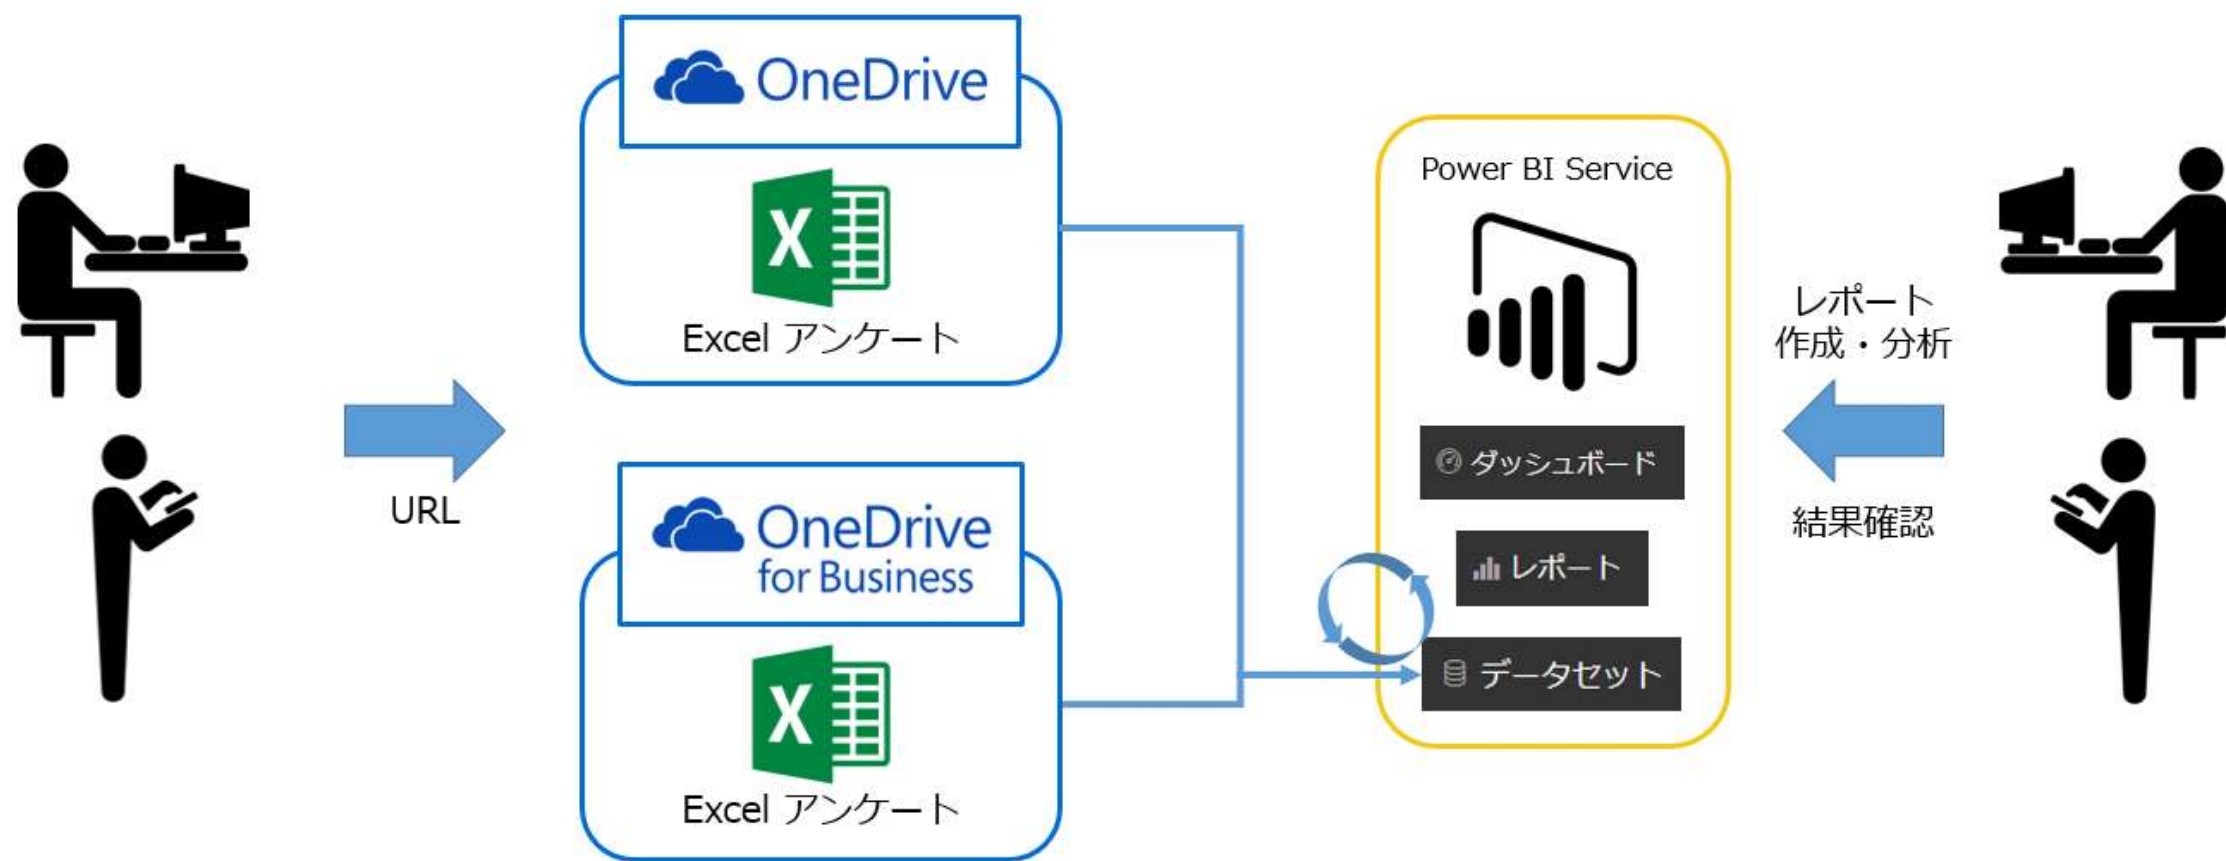 OneDrive
Excel アンケート
URL
OneDrive
for Business
Excel アンケート
Power BI Service
ダッシュボード
レポート
データセット
レポート
作成・分析
結果確認